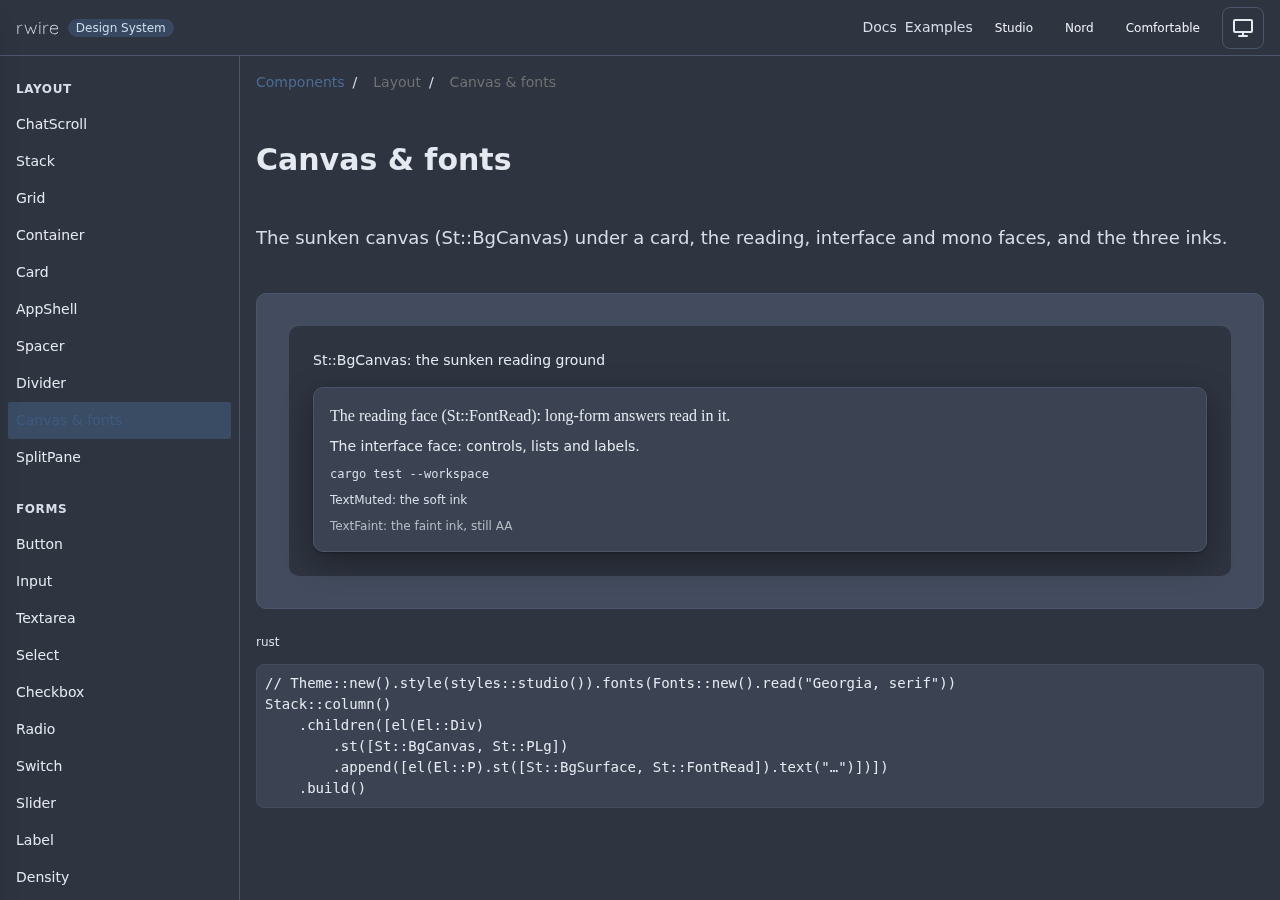 rwire Design System
Docs Examples Studio Nord Comfortable
LAYOUT
ChatScroll
Stack
Grid
Container
Card
AppShell
Spacer
Divider
Canvas & fonts
SplitPane
FORMS
Button
Input
Textarea
Select
Checkbox
Radio
Switch
Slider
Label
Density
Components / Layout / Canvas & fonts
Canvas & fonts
The sunken canvas (St::BgCanvas) under a card, the reading, interface and mono faces, and the three inks.
St::BgCanvas: the sunken reading ground
The reading face (St::FontRead): long-form answers read in it.
The interface face: controls, lists and labels.
cargo test --workspace
TextMuted: the soft ink
TextFaint: the faint ink, still AA
rust
// Theme::new().style(styles::studio()).fonts(Fonts::new().read("Georgia, serif"))
Stack::column()
    .children([el(El::Div)
        .st([St::BgCanvas, St::PLg])
        .append([el(El::P).st([St::BgSurface, St::FontRead]).text("…")])])
    .build()